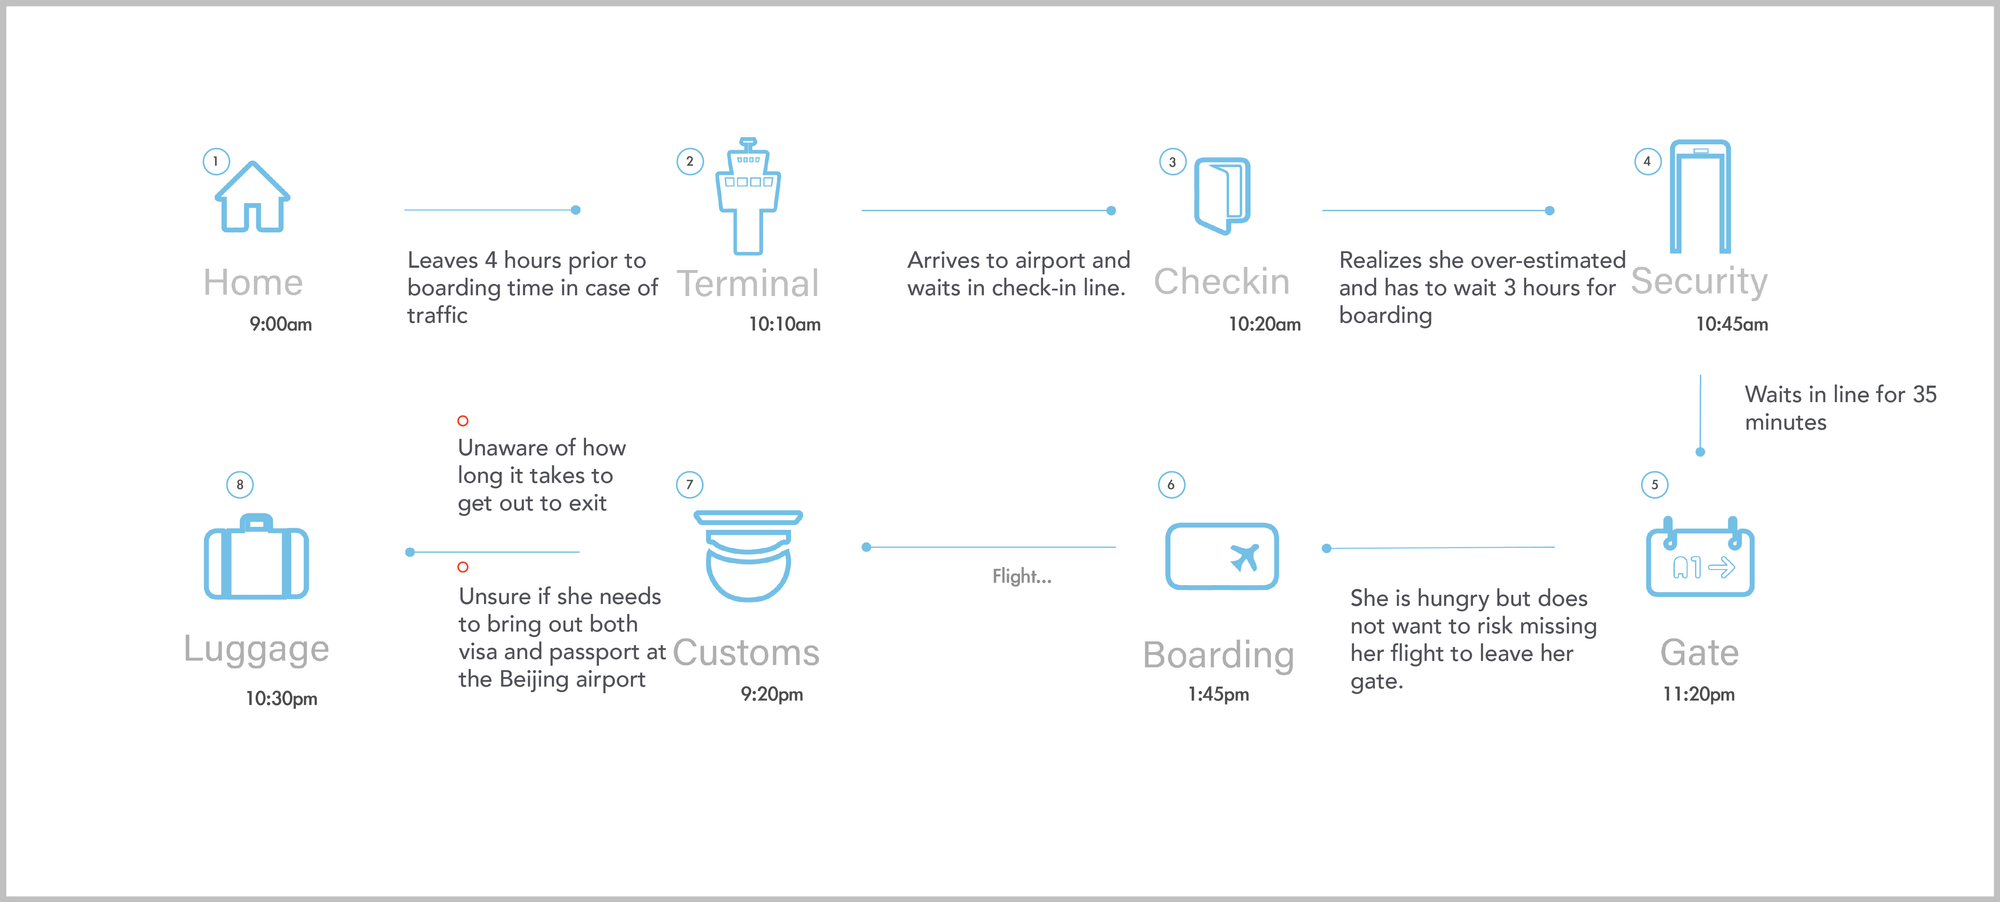 1
Home
9:00am
Leaves 4 hours prior to
boarding time in case of
traffic
2
Terminal
10:10am
Arrives to airport and
waits in check-in line.
3
Checkin
10:20am
Realizes she over-estimated
and has to wait 3 hours for
boarding
4
Security
10:45am
Waits in line for 35
minutes
5
A1
Gate
11:20pm
She is hungry but does
not want to risk missing
her flight to leave her
gate.
6
Boarding
1:45pm
Flight...
7
Customs
9:20pm
Unaware of how
long it takes to
get out to exit
Unsure if she needs
to bring out both
visa and passport at
the Beijing airport
8
Luggage
10:30pm